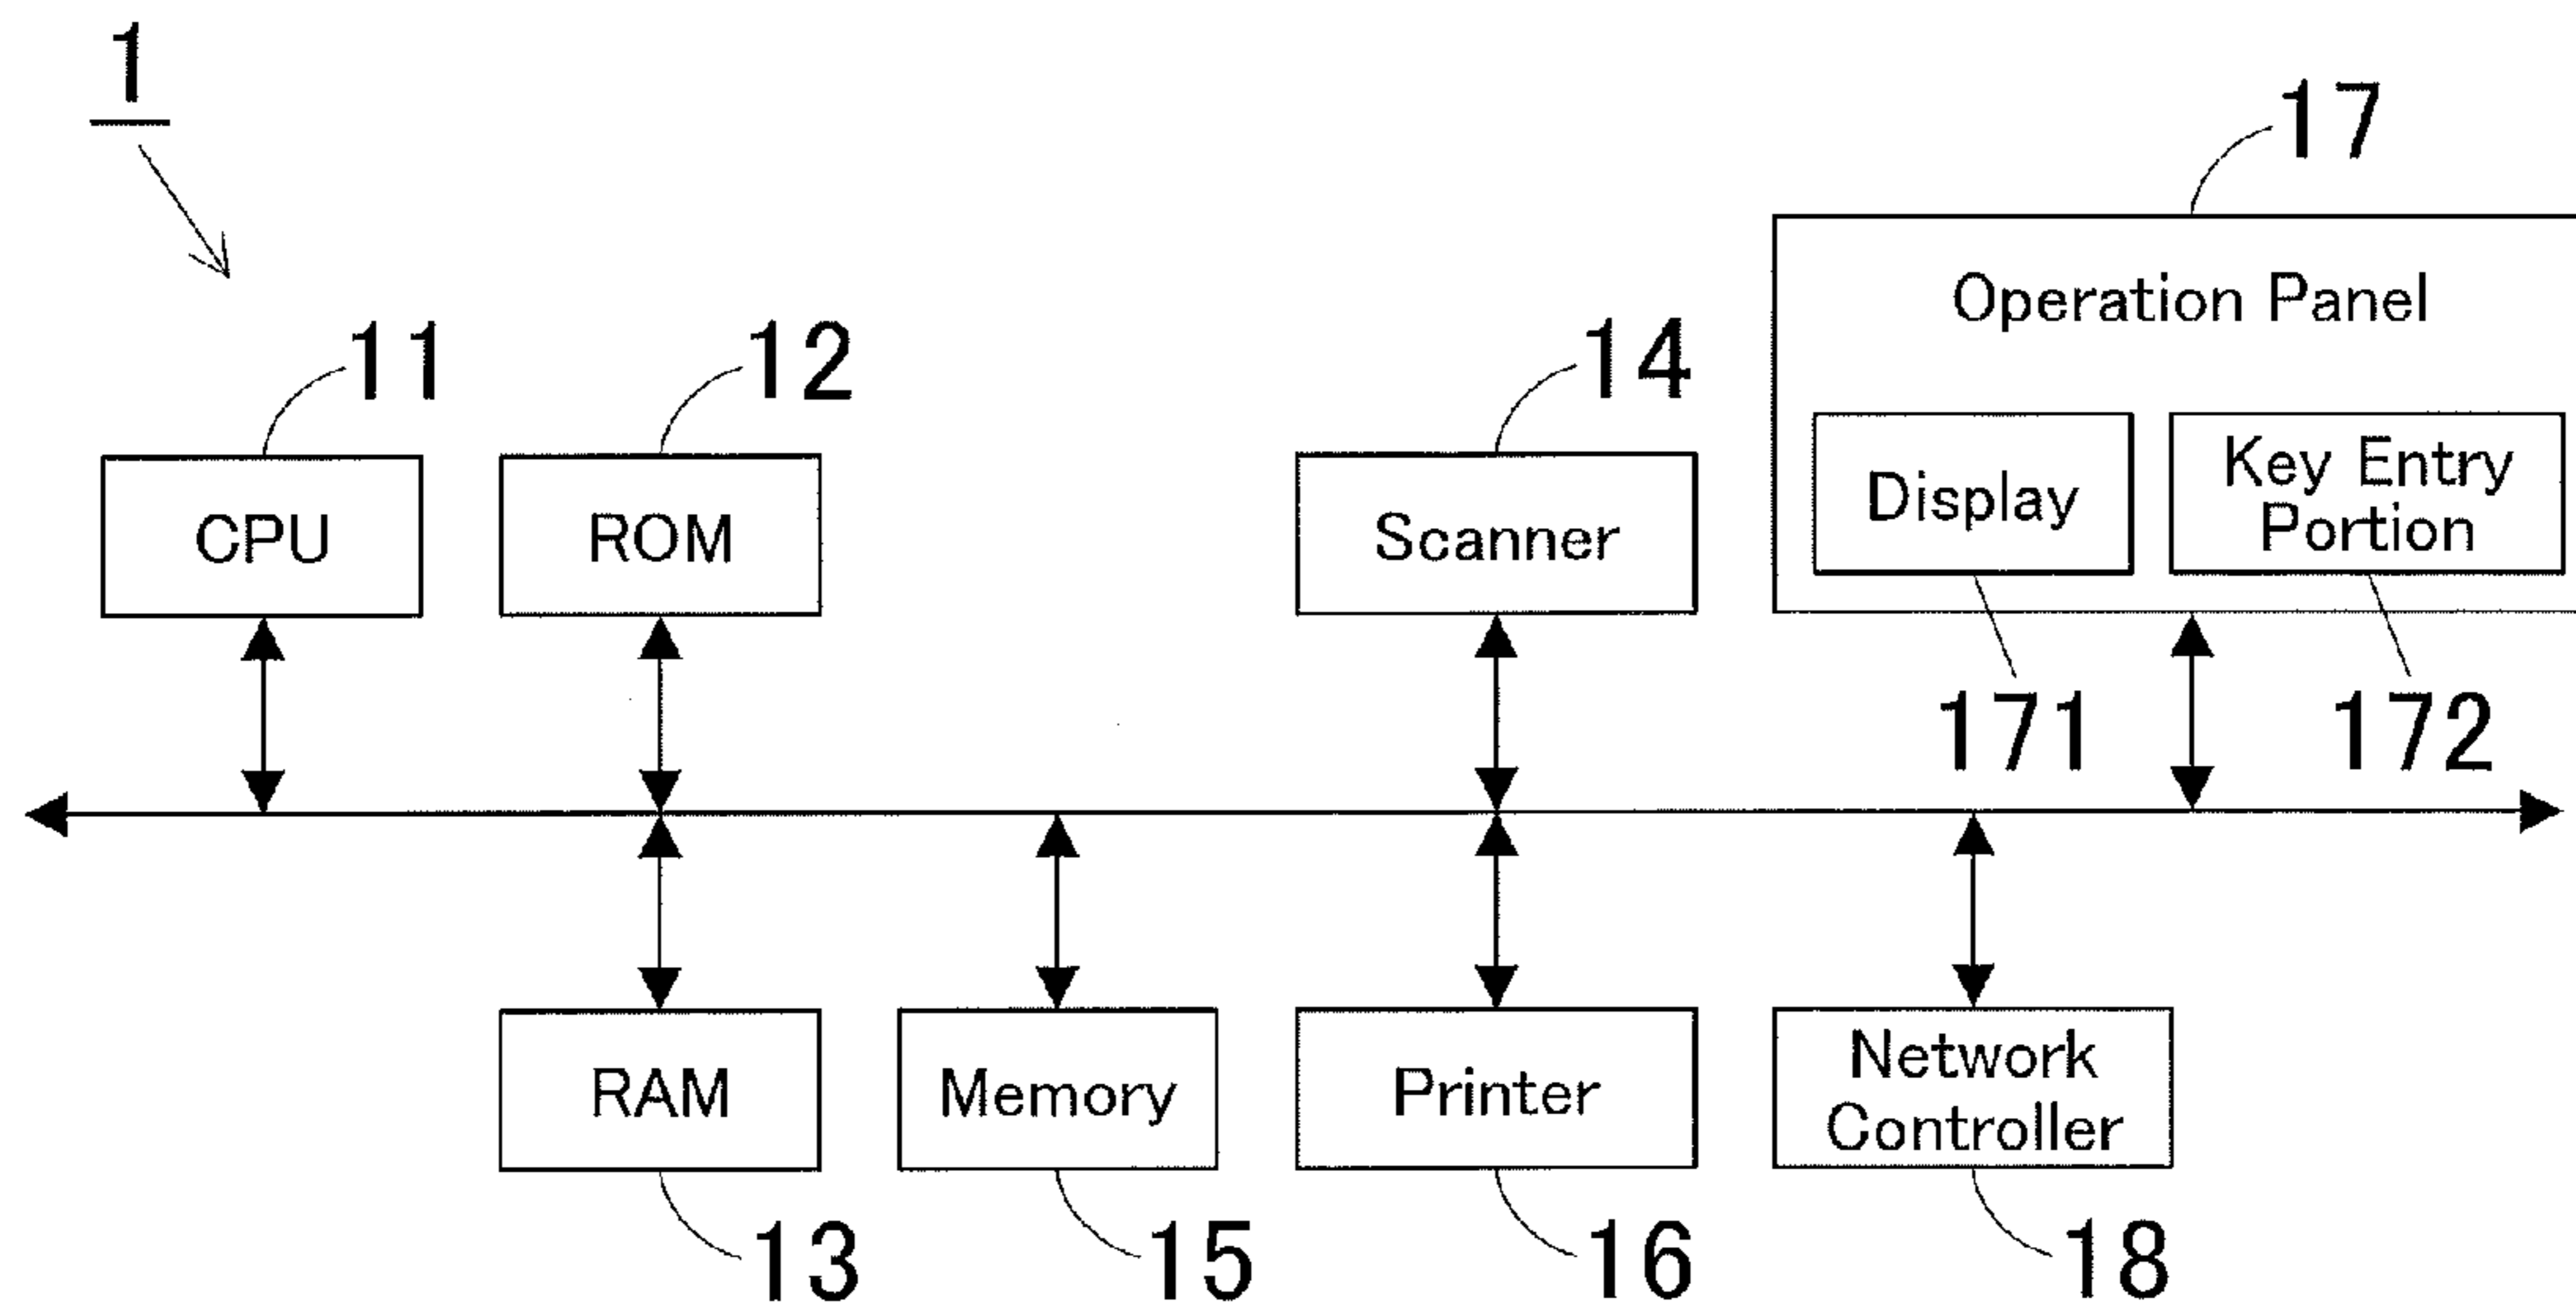 1
17
Operation Panel
11
12
14
CPU
ROM
Scanner
Display
Key Entry
Portion
171
172
RAM
Memory
Printer
Network
Controller
13
15
16
18